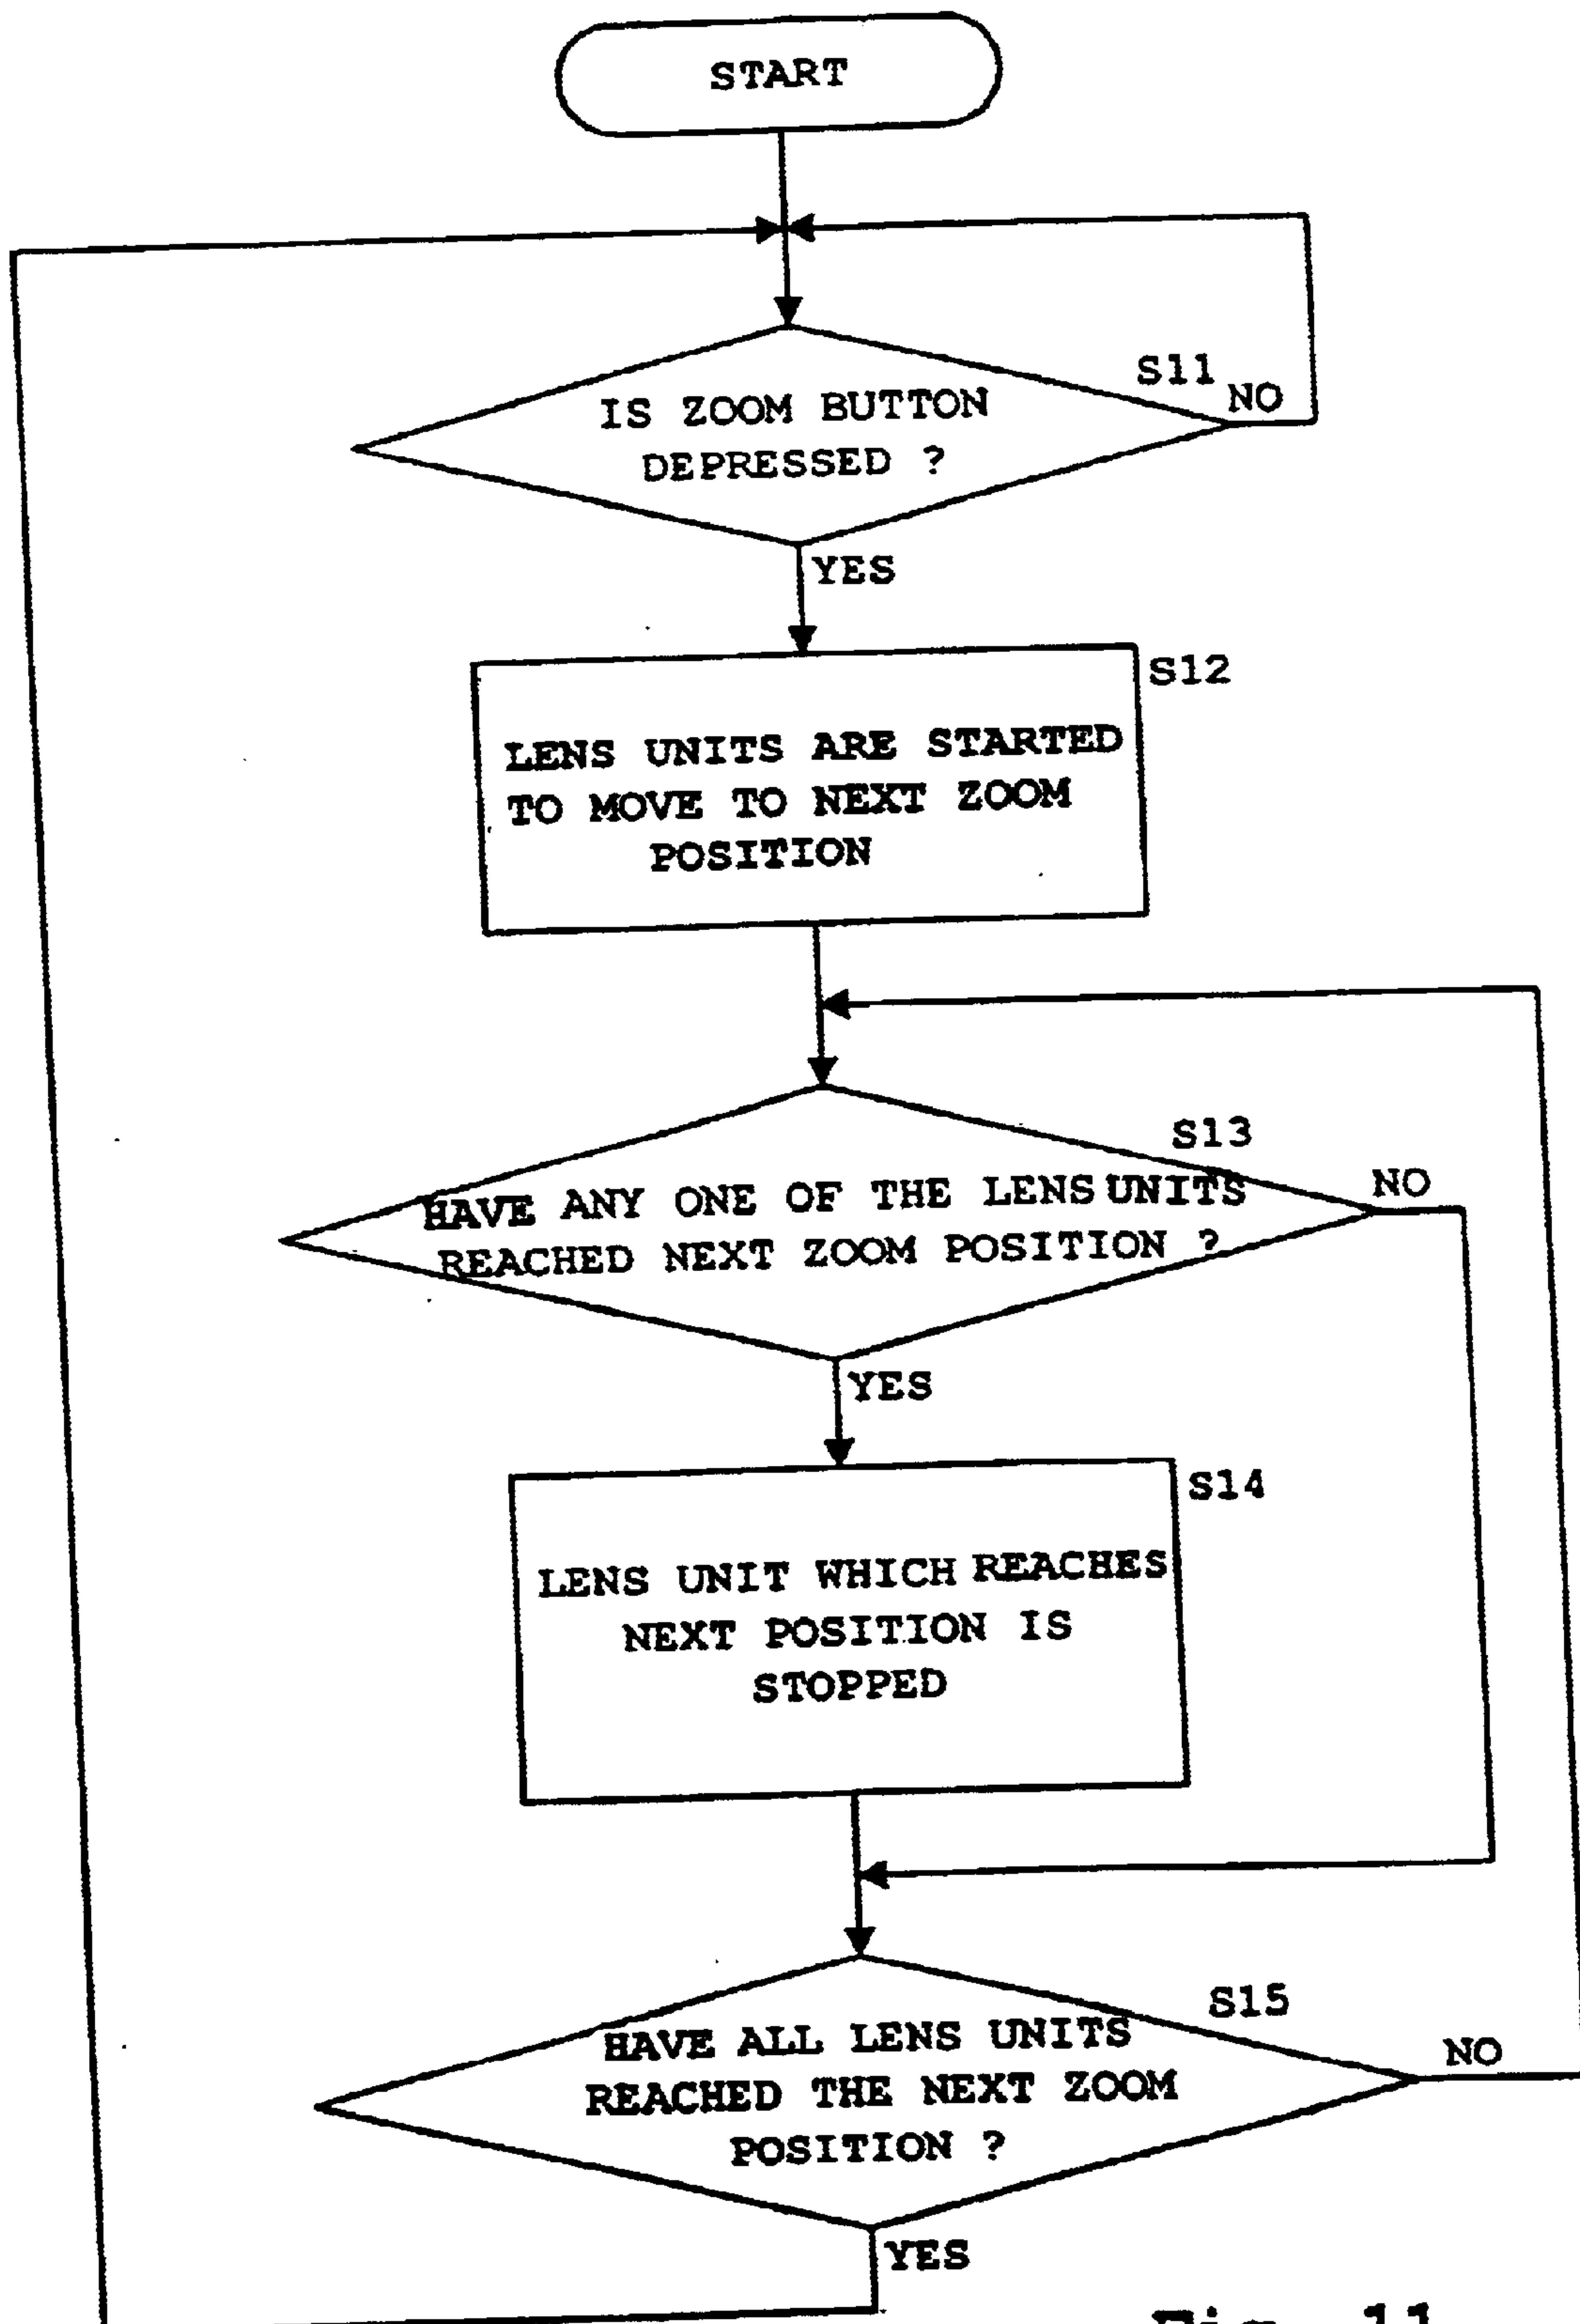 START
S11
NO
IS ZOOM BUTTON
DEPRESSED ?
YES
S12
LENS UNITS ARE STARTED
TO MOVE TO NEXT ZOOM
POSITION
S13
NO
HAVE ANY ONE OF THE LENS UNITS
REACHED NEXT ZOOM POSITION ?
YES
S14
LENS UNIT WHICH REACHES
NEXT POSITION IS
STOPPED
S15
NO
HAVE ALL LENS UNITS
REACHED THE NEXT ZOOM
POSITION ?
YES
Fig. 11